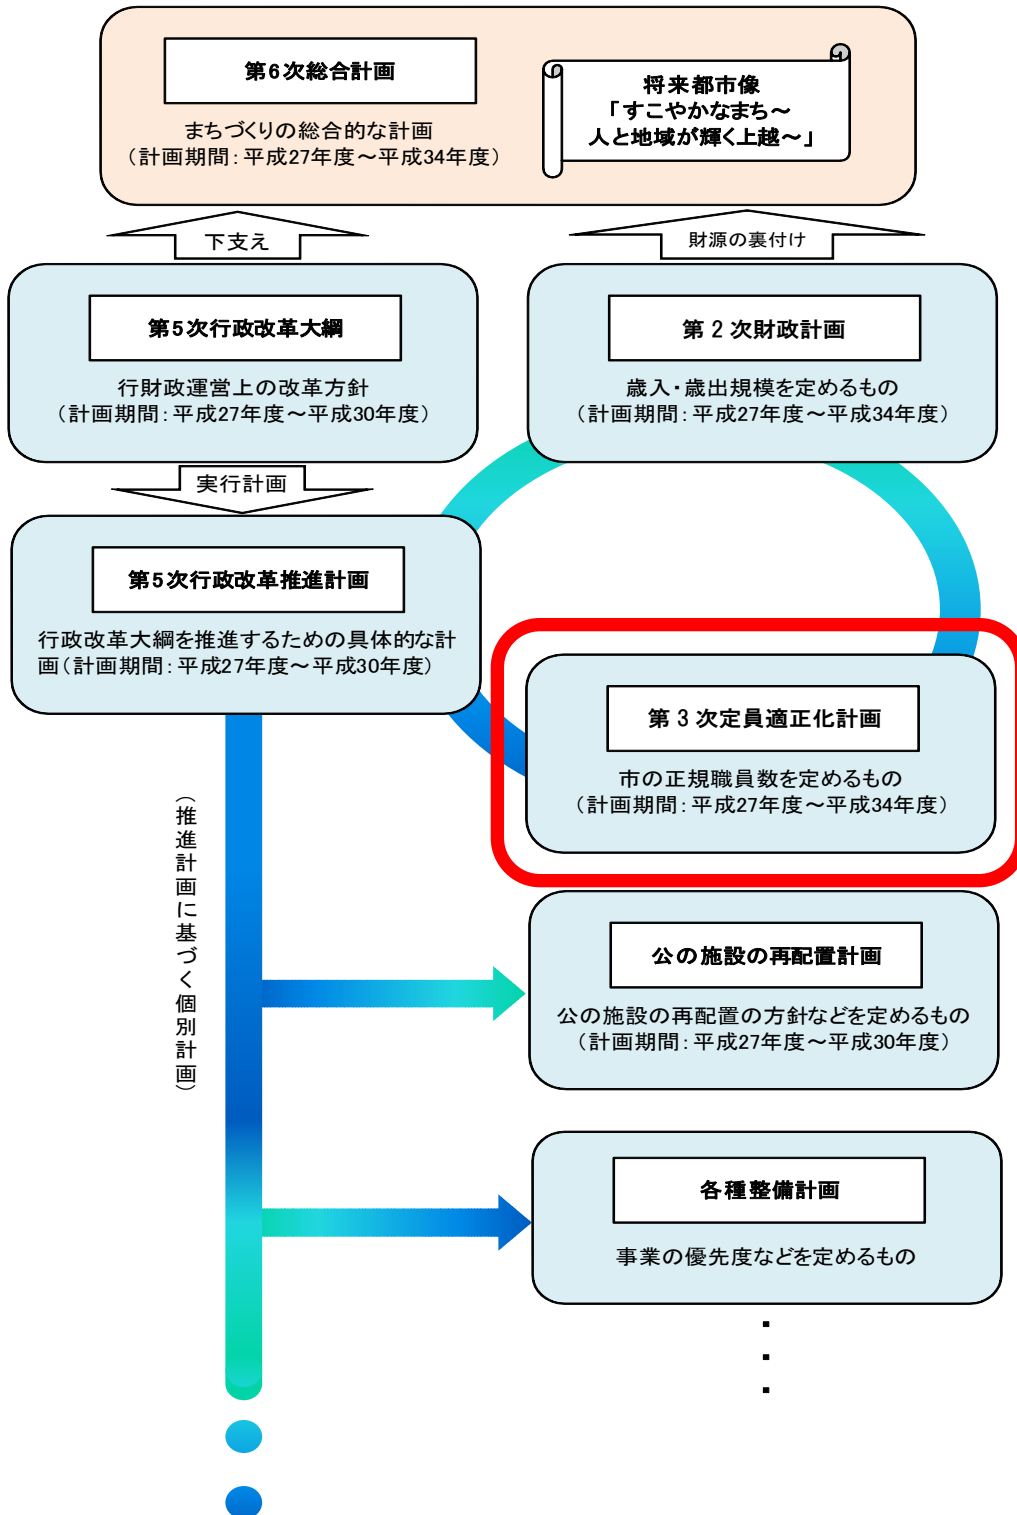 第6次総合計画
まちづくりの総合的な計画
（計画期間：平成27年度～平成34年度）
将来都市像
「すこやかなまち～
人と地域が輝く上越～」
下支え
財源の裏付け
第5次行政改革大綱
行財政運営上の改革方針
（計画期間：平成27年度～平成30年度）
第２次財政計画
歳入・歳出規模を定めるもの
（計画期間：平成27年度～平成34年度）
実行計画
第5次行政改革推進計画
行政改革大綱を推進するための具体的な計
画（計画期間：平成27年度～平成30年度）
第３次定員適正化計画
市の正規職員数を定めるもの
（計画期間：平成27年度～平成34年度）
（推進計画に基づく個別計画）
公の施設の再配置計画
公の施設の再配置の方針などを定めるもの
（計画期間：平成27年度～平成30年度）
各種整備計画
事業の優先度などを定めるもの
・
・
・